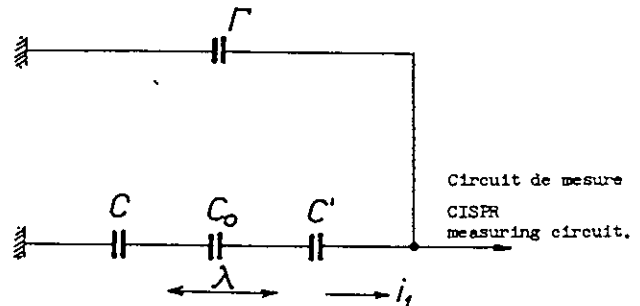 Γ
C C₀ C'
Circuit de mesure
CISPR
measuring circuit.
λ i₁